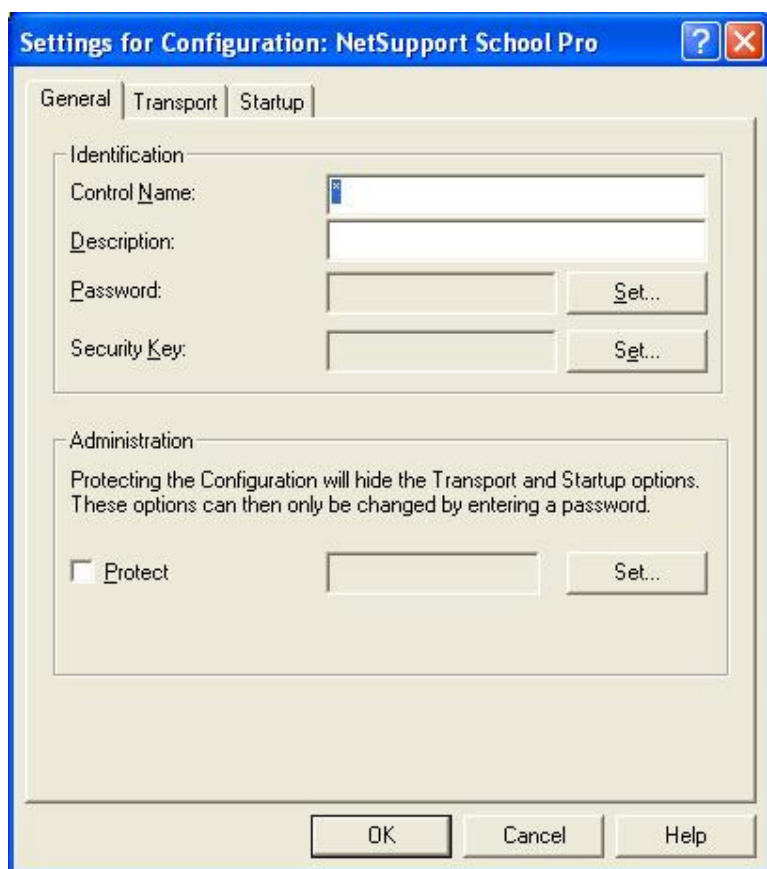 Settings for Configuration: NetSupport School Pro
General Transport Startup
Identification
Control Name: *
Description:
Password: Set...
Security Key: Set...
Administration
Protecting the Configuration will hide the Transport and Startup options.
These options can then only be changed by entering a password.
Protect Set...
OK Cancel Help